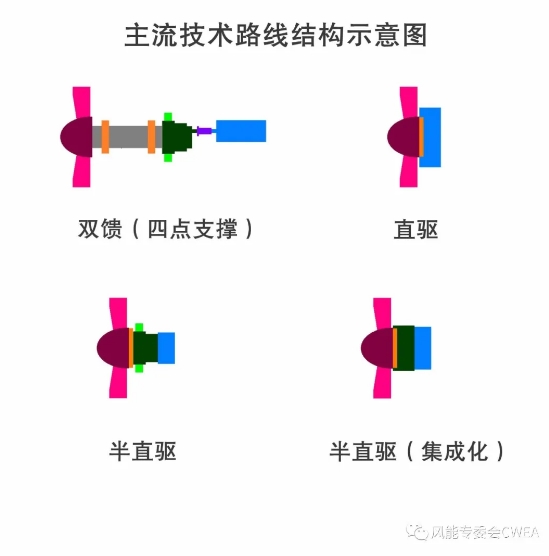 主流技术路线结构示意图
双馈（四点支撑）
直驱
半直驱
半直驱（集成化）
风能专委会CWEA